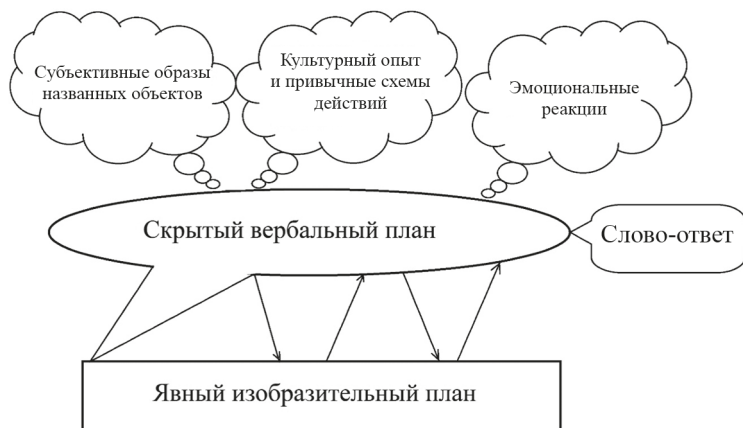 Субъективные образы
названных объектов
Культурный опыт
и привычные схемы
действий
Эмоциональные
реакции
Скрытый вербальный план
Слово-ответ
Явный изобразительный план